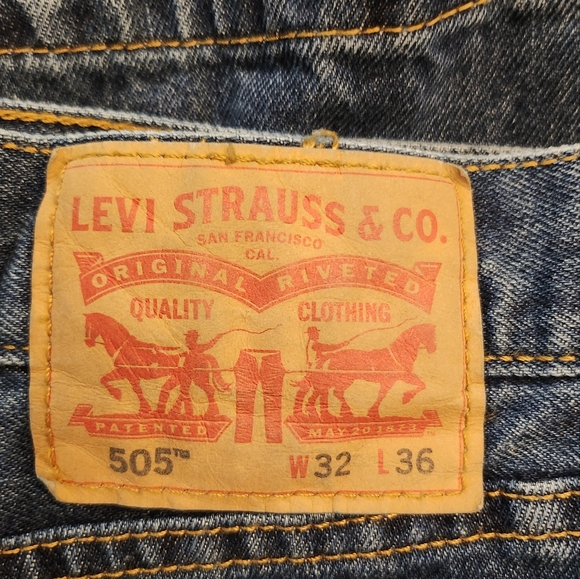 LEVI STRAUSS & CO.
SAN FRANCISCO
CAL.
ORIGINAL RIVETED
QUALITY CLOTHING
PATENTED MAY 20 1873
505™ W32 L36